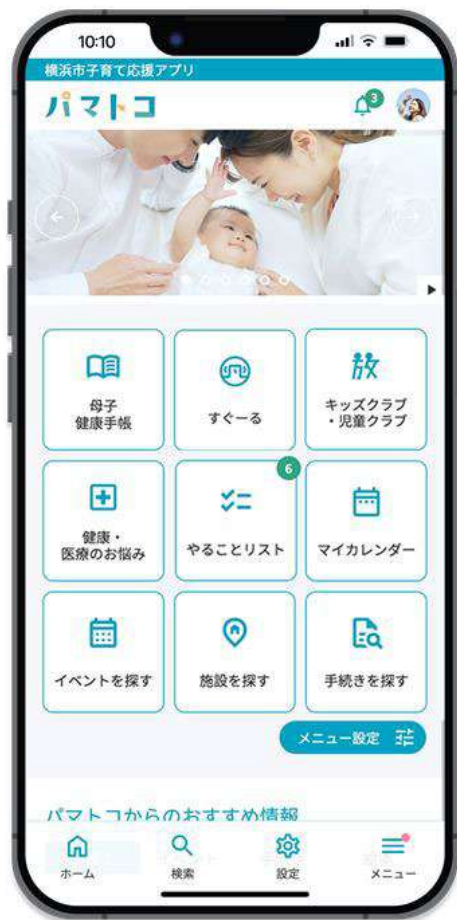 10:10
横浜市子育て応援アプリ
パマトコ
3
母子
健康手帳
すぐーる
放
キッズクラブ
・児童クラブ
健康・
医療のお悩み
6
やることリスト
マイカレンダー
イベントを探す
施設を探す
手続きを探す
メニュー設定
パマトコからのおすすめ情報
ホーム
検索
設定
メニュー